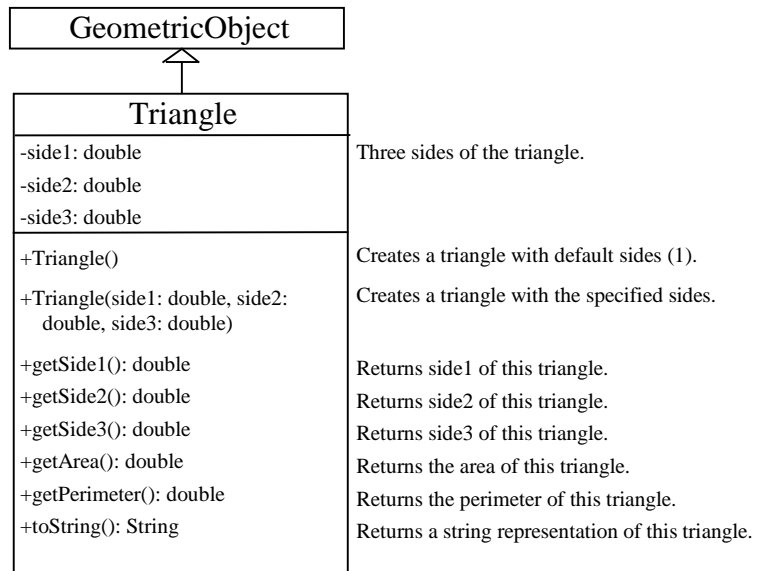 GeometricObject
Triangle
-side1: double
Three sides of the triangle.
-side2: double
-side3: double
+Triangle()
Creates a triangle with default sides (1).
+Triangle(side1: double, side2:
double, side3: double)
Creates a triangle with the specified sides.
+getSide1(): double
Returns side1 of this triangle.
+getSide2(): double
Returns side2 of this triangle.
+getSide3(): double
Returns side3 of this triangle.
+getArea(): double
Returns the area of this triangle.
+getPerimeter(): double
Returns the perimeter of this triangle.
+toString(): String
Returns a string representation of this triangle.